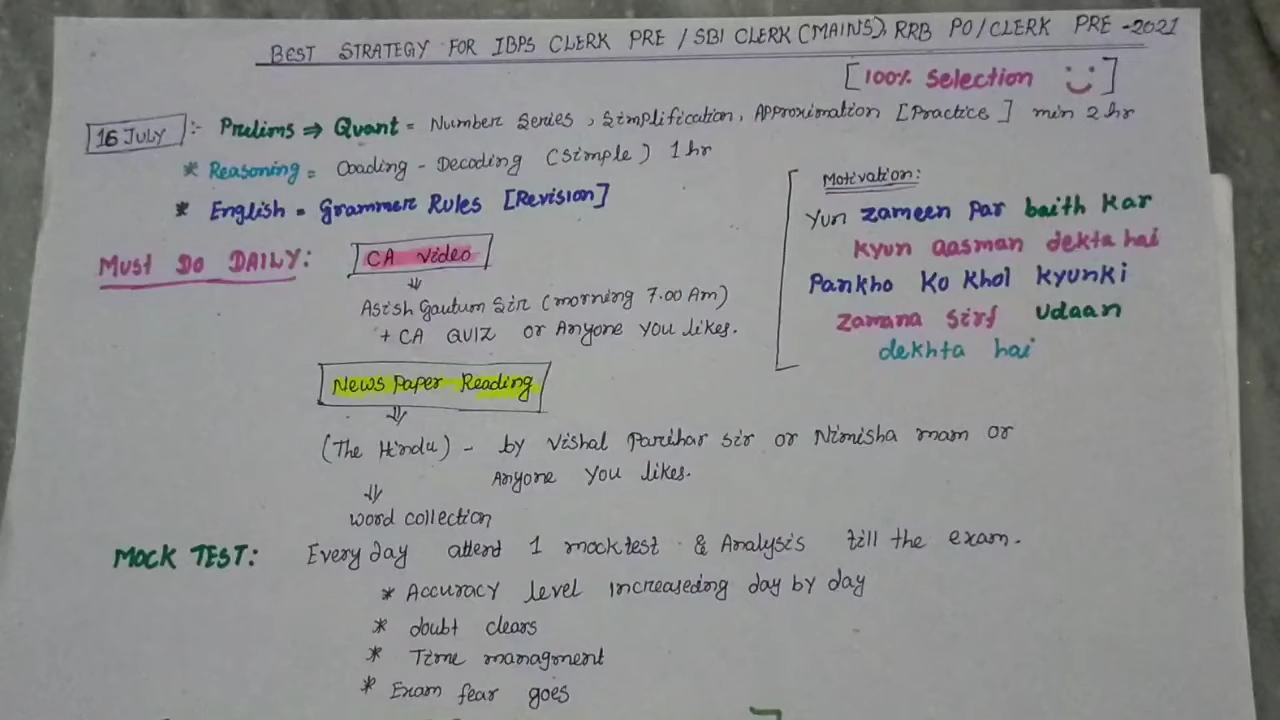 BEST STRATEGY FOR IBPS CLERK PRE / SBI CLERK (MAINS), RRB PO/CLERK PRE -2021
[100% Selection]
16 JULY :- Prelims ⇒ Quant = Number Series, Simplification, Approximation [Practice] min 2 hr
* Reasoning = Coading - Decoding (Simple) 1 hr
* English = Grammer Rules [Revision]
Motivation:
Yun zameen par baith kar
kyun aasman dekta hai
Pankho ko khol kyunki
zamana sirf udaan
dekhta hai
MUST DO DAILY:
CA video
⇓
Asish Gautum Sir (morning 7.00 Am)
+ CA QUIZ or Anyone you likes.
News Paper Reading
⇓
(The Hindu) - by Vishal Parihar sir or Nimisha mam or
Anyone you likes.
⇓
word collection
MOCK TEST: Every day attend 1 mock test & Analysis till the exam.
* Accuracy level increaseding day by day
* doubt clears
* Time managment
* Exam fear goes